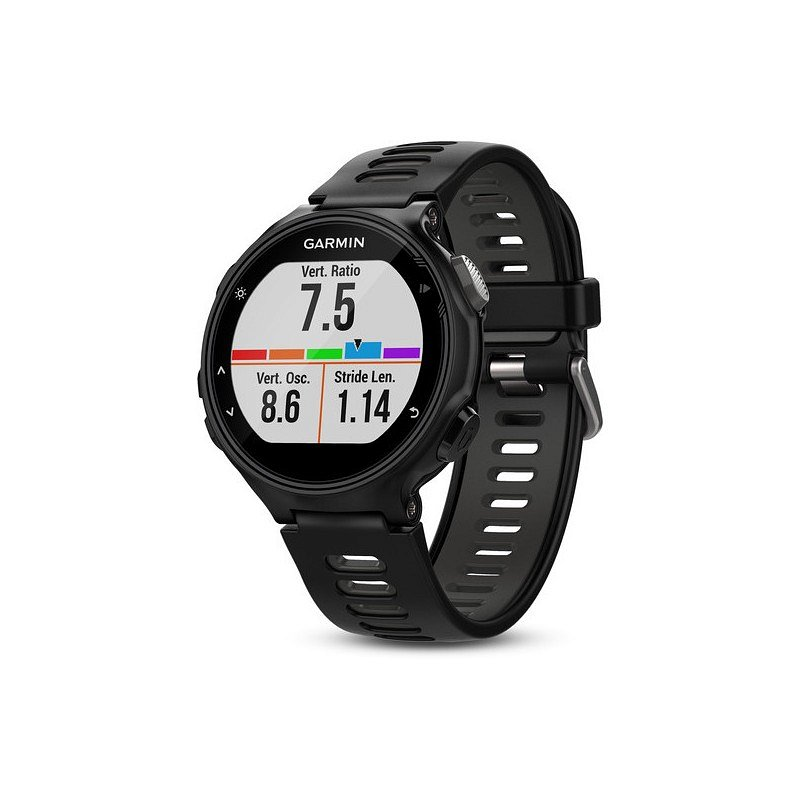 GARMIN
Vert. Ratio
7.5
Vert. Osc.
Stride Len.
8.6
1.14